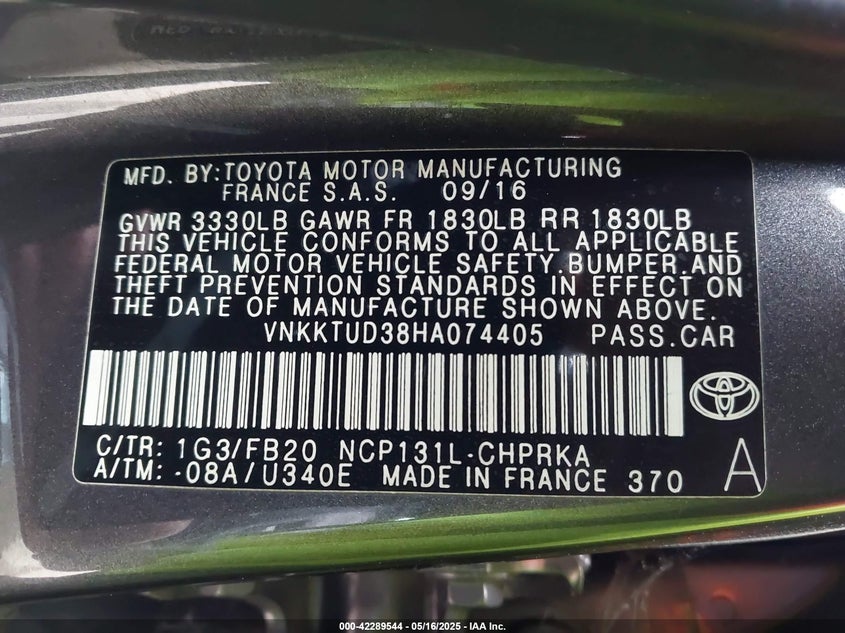 MFD. BY:TOYOTA MOTOR MANUFACTURING
FRANCE S.A.S. 09/16
GVWR 3330LB GAWR FR 1830LB RR 1830LB
THIS VEHICLE CONFORMS TO ALL APPLICABLE
FEDERAL MOTOR VEHICLE SAFETY.BUMPER.AND
THEFT PREVENTION STANDARDS IN EFFECT ON
THE DATE OF MANUFACTURE SHOWN ABOVE.
VNKKTUD38HA074405 PASS.CAR
C/TR: 1G3/FB20 NCP131L-CHPRKA
A/TM: -08A/U340E MADE IN FRANCE 370 A
000-42289544 - 05/16/2025 - IAA Inc.